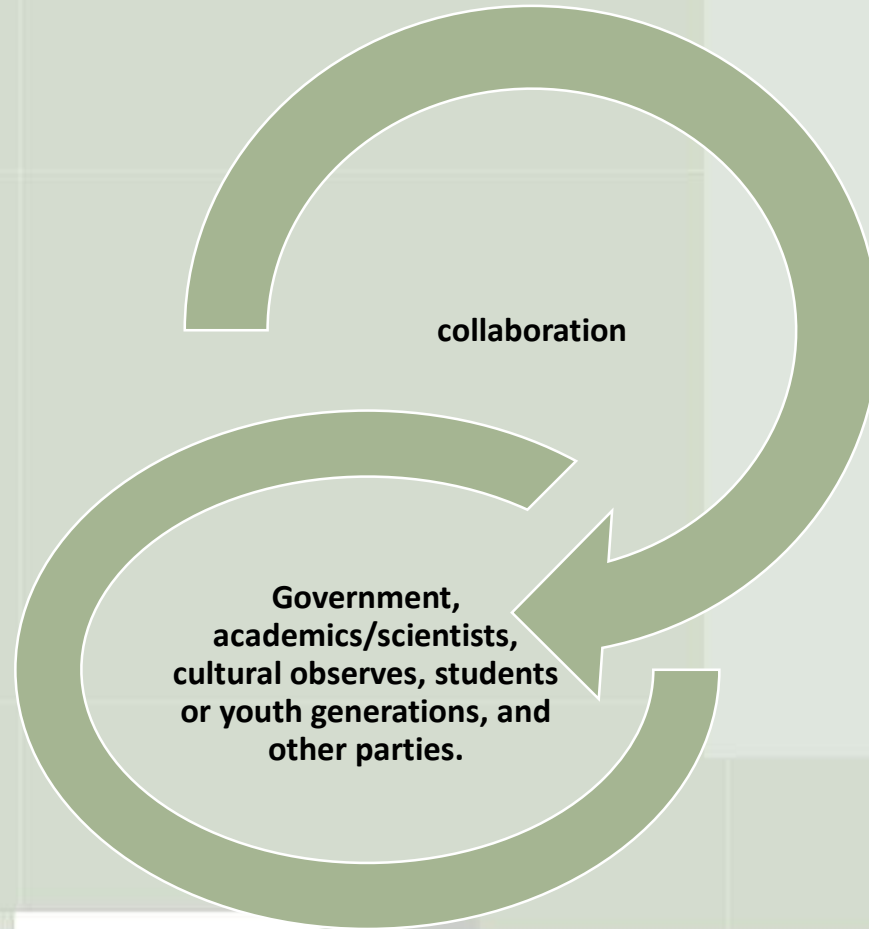 collaboration
Government,
academics/scientists,
cultural observes, students
or youth generations, and
other parties.